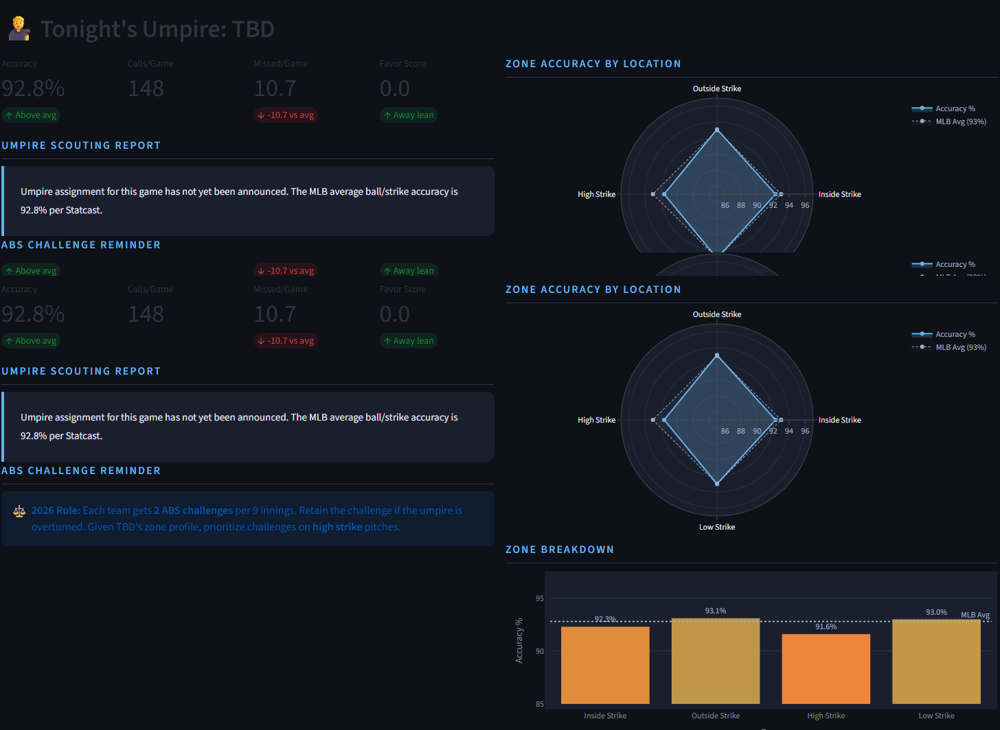 Tonight's Umpire: TBD
Accuracy
Calls/Game
Missed/Game
Favor Score
92.8%
148
10.7
0.0
↑ Above avg
↓ -10.7 vs avg
↑ Away lean
UMPIRE SCOUTING REPORT
Umpire assignment for this game has not yet been announced. The MLB average ball/strike accuracy is
92.8% per Statcast.
ABS CHALLENGE REMINDER
↑ Above avg
↓ -10.7 vs avg
↑ Away lean
Accuracy
Calls/Game
Missed/Game
Favor Score
92.8%
148
10.7
0.0
↑ Above avg
↓ -10.7 vs avg
↑ Away lean
UMPIRE SCOUTING REPORT
Umpire assignment for this game has not yet been announced. The MLB average ball/strike accuracy is
92.8% per Statcast.
ABS CHALLENGE REMINDER
2026 Rule: Each team gets 2 ABS challenges per 9 innings. Retain the challenge if the umpire is
overturned. Given TBD's zone profile, prioritize challenges on high strike pitches.
ZONE ACCURACY BY LOCATION
Outside Strike
Accuracy %
MLB Avg (93%)
High Strike
Inside Strike
86 88 90 92 94 96
Accuracy %
MLB Avg (93%)
ZONE ACCURACY BY LOCATION
Outside Strike
Accuracy %
MLB Avg (93%)
High Strike
Inside Strike
86 88 90 92 94 96
Low Strike
ZONE BREAKDOWN
Accuracy %
95
90
85
92.3%
93.1%
91.6%
93.0%
MLB Avg
Inside Strike
Outside Strike
High Strike
Low Strike